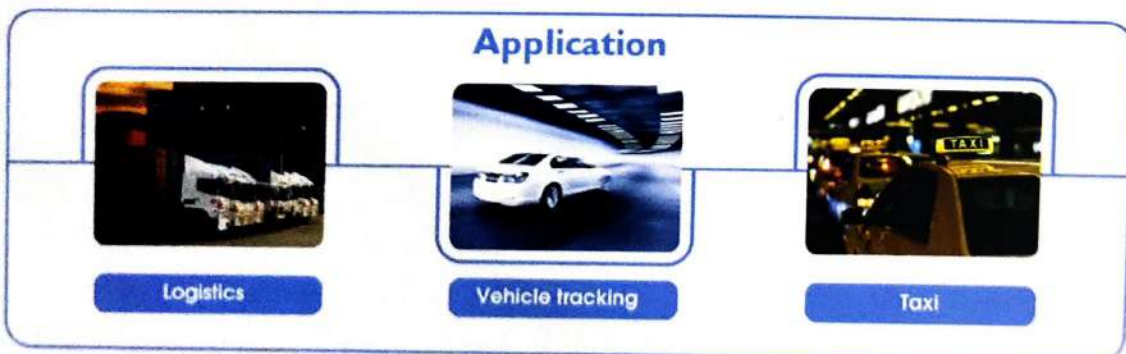 Application
TAXI
Logistics
Vehicle tracking
Taxi